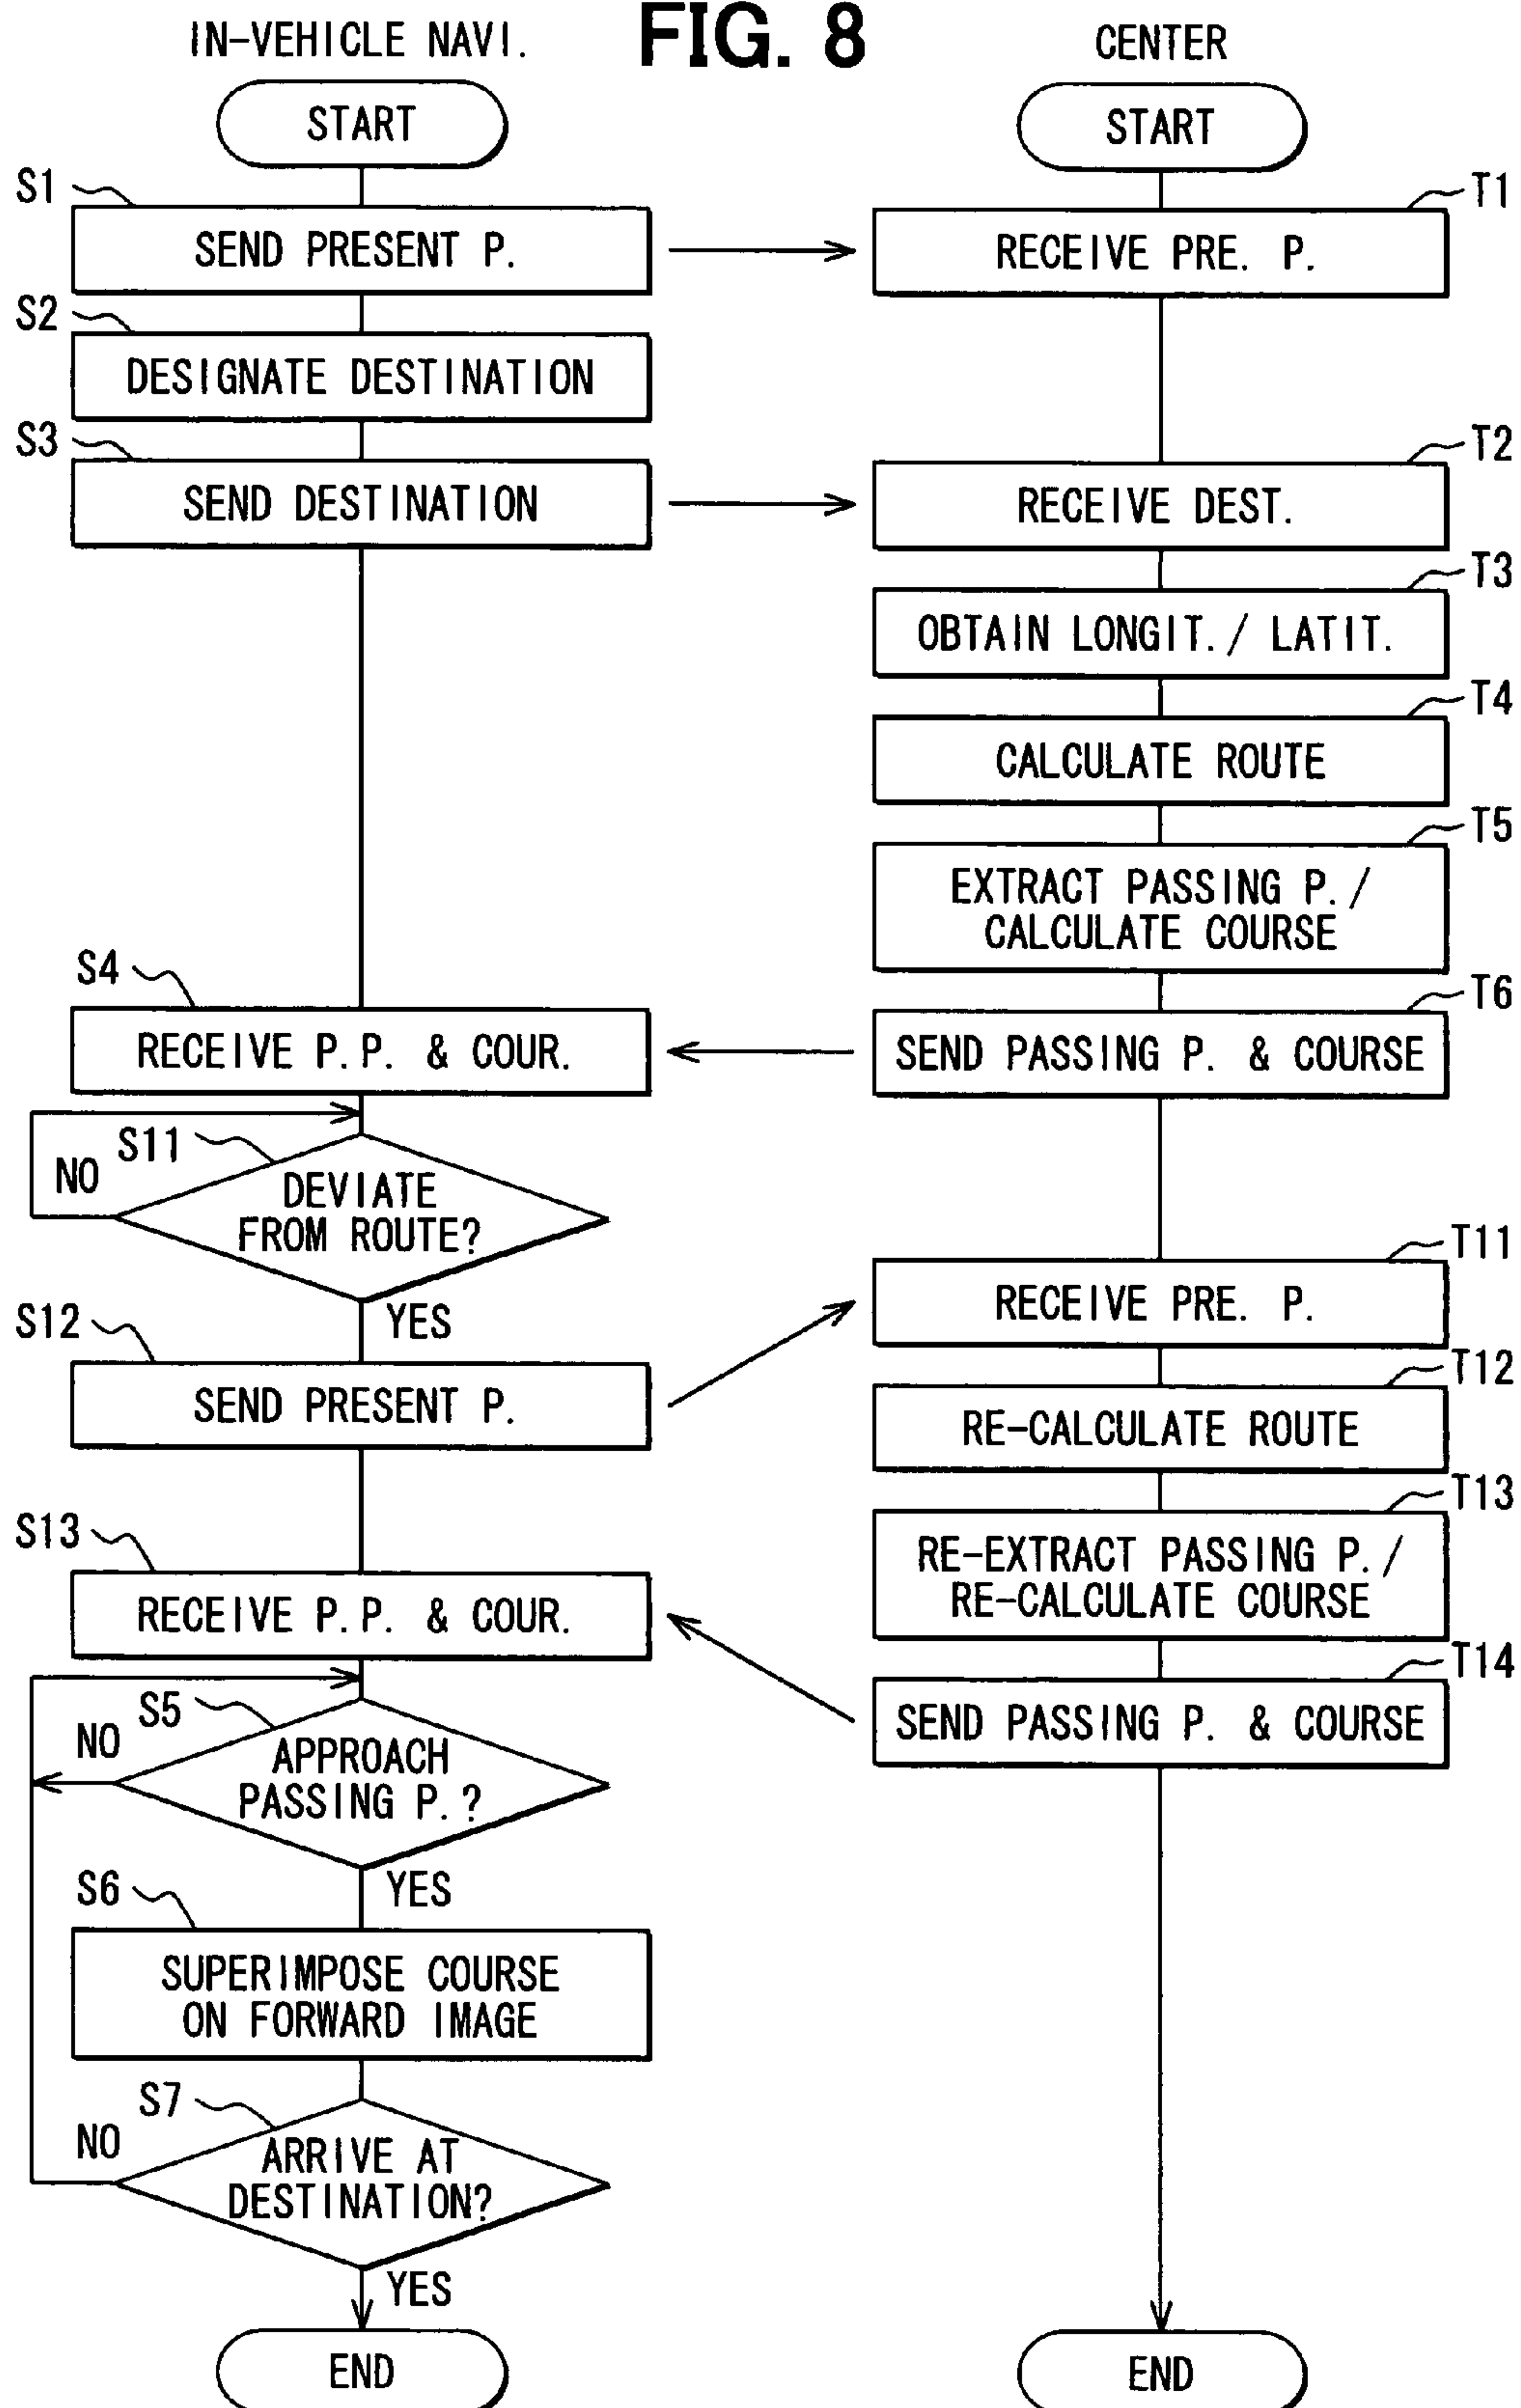 FIG. 8
IN-VEHICLE NAVI.
START
S1
SEND PRESENT P.
S2
DESIGNATE DESTINATION
S3
SEND DESTINATION
S4
RECEIVE P.P. & COUR.
S11
NO
DEVIATE
FROM ROUTE?
YES
S12
SEND PRESENT P.
S13
RECEIVE P.P. & COUR.
S5
NO
APPROACH
PASSING P.?
YES
S6
SUPERIMPOSE COURSE
ON FORWARD IMAGE
S7
NO
ARRIVE AT
DESTINATION?
YES
END
CENTER
START
T1
RECEIVE PRE. P.
T2
RECEIVE DEST.
T3
OBTAIN LONGIT./ LATIT.
T4
CALCULATE ROUTE
T5
EXTRACT PASSING P./
CALCULATE COURSE
T6
SEND PASSING P. & COURSE
T11
RECEIVE PRE. P.
T12
RE-CALCULATE ROUTE
T13
RE-EXTRACT PASSING P./
RE-CALCULATE COURSE
T14
SEND PASSING P. & COURSE
END